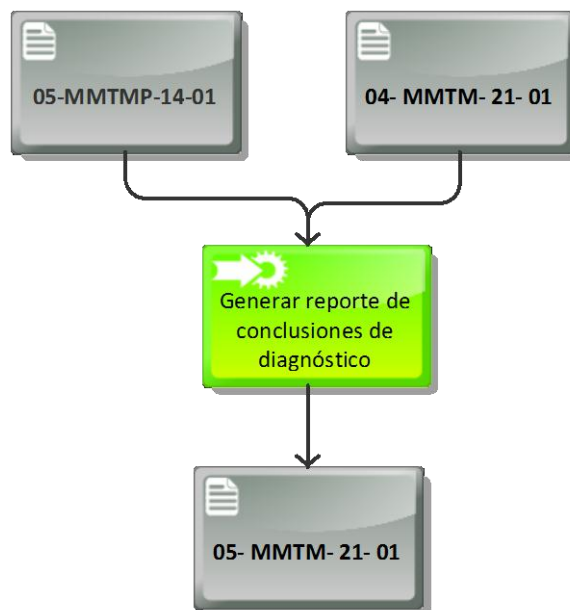 05-MMTMP-14-01
04- MMTM- 21- 01
Generar reporte de
conclusiones de
diagnóstico
05- MMTM- 21- 01